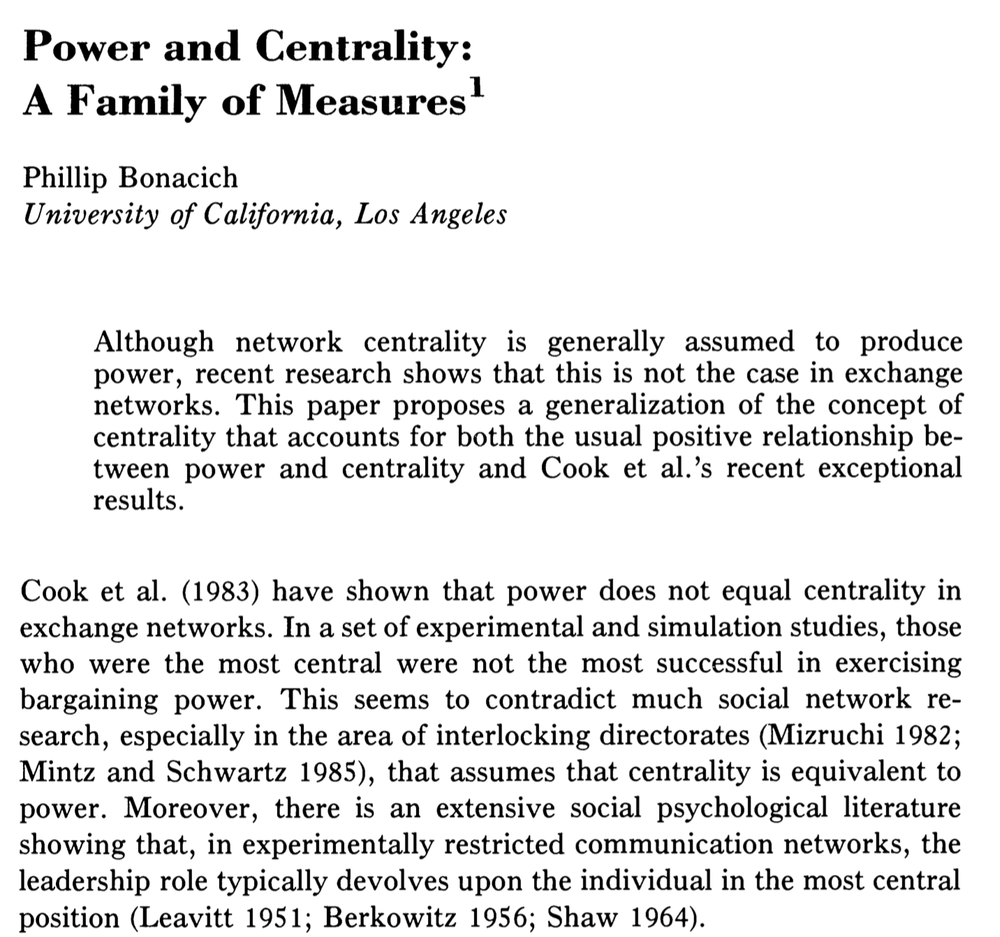 Power and Centrality:
A Family of Measures¹
Phillip Bonacich
University of California, Los Angeles
Although network centrality is generally assumed to produce
power, recent research shows that this is not the case in exchange
networks. This paper proposes a generalization of the concept of
centrality that accounts for both the usual positive relationship be-
tween power and centrality and Cook et al.'s recent exceptional
results.
Cook et al. (1983) have shown that power does not equal centrality in
exchange networks. In a set of experimental and simulation studies, those
who were the most central were not the most successful in exercising
bargaining power. This seems to contradict much social network re-
search, especially in the area of interlocking directorates (Mizruchi 1982;
Mintz and Schwartz 1985), that assumes that centrality is equivalent to
power. Moreover, there is an extensive social psychological literature
showing that, in experimentally restricted communication networks, the
leadership role typically devolves upon the individual in the most central
position (Leavitt 1951; Berkowitz 1956; Shaw 1964).